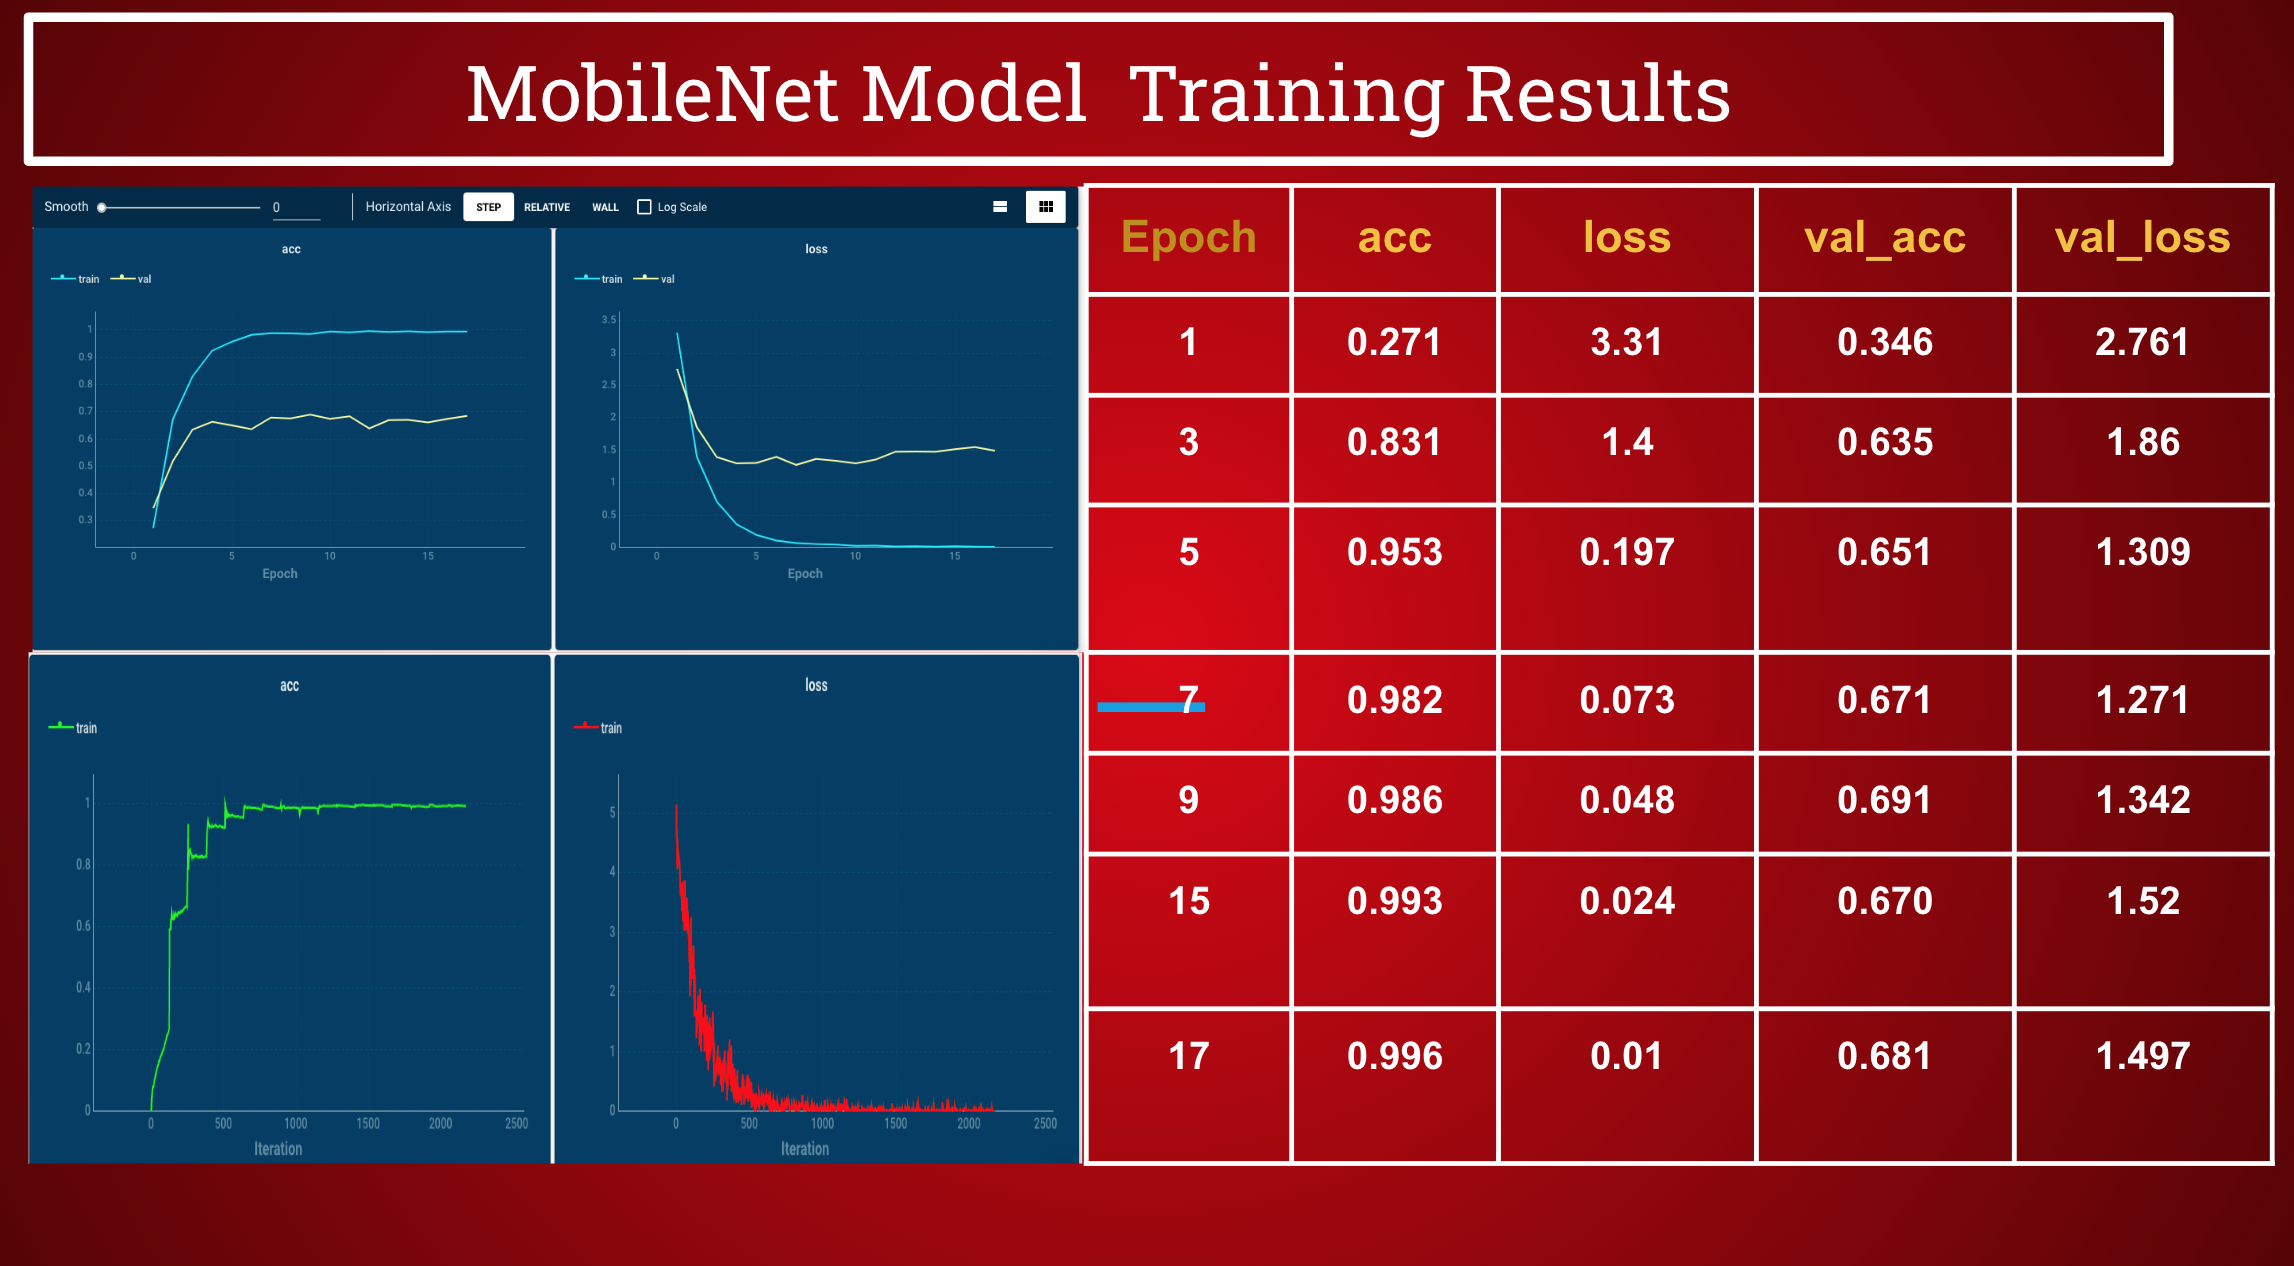 MobileNet Model  Training Results
Smooth 0 Horizontal Axis STEP RELATIVE WALL Log Scale
acc
train val
1
0.9
0.8
0.7
0.6
0.5
0.4
0.3
0 5 10 15
Epoch
loss
train val
3.5
3
2.5
2
1.5
1
0.5
0
0 5 10 15
Epoch
acc
train
1
0.8
0.6
0.4
0.2
0
0 500 1000 1500 2000 2500
Iteration
loss
train
5
4
3
2
1
0
0 500 1000 1500 2000 2500
Iteration
Epoch acc loss val_acc val_loss
1 0.271 3.31 0.346 2.761
3 0.831 1.4 0.635 1.86
5 0.953 0.197 0.651 1.309
7 0.982 0.073 0.671 1.271
9 0.986 0.048 0.691 1.342
15 0.993 0.024 0.670 1.52
17 0.996 0.01 0.681 1.497